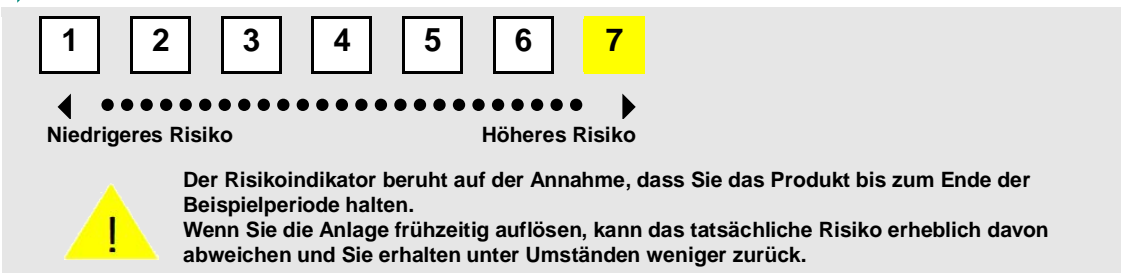 1 2 3 4 5 6 7
Niedrigeres Risiko Höheres Risiko
!
Der Risikoindikator beruht auf der Annahme, dass Sie das Produkt bis zum Ende der
Beispielperiode halten.
Wenn Sie die Anlage frühzeitig auflösen, kann das tatsächliche Risiko erheblich davon
abweichen und Sie erhalten unter Umständen weniger zurück.